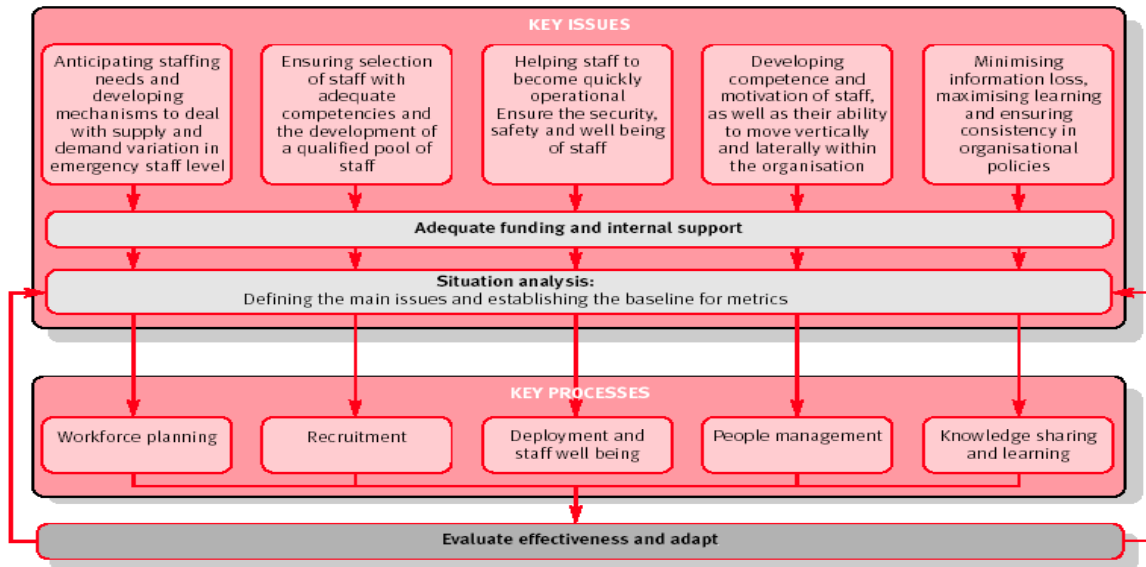 KEY ISSUES
Anticipating staffing
needs and
developing
mechanisms to deal
with supply and
demand variation in
emergency staff level
Ensuring selection
of staff with
adequate
competencies and
the development of
a qualified pool of
staff
Helping staff to
become quickly
operational
Ensure the security,
safety and well being
of staff
Developing
competence and
motivation of staff,
as well as their ability
to move vertically
and laterally within
the organisation
Minimising
information loss,
maximising learning
and ensuring
consistency in
organisational
policies
Adequate funding and internal support
Situation analysis:
Defining the main issues and establishing the baseline for metrics
KEY PROCESSES
Workforce planning
Recruitment
Deployment and
staff well being
People management
Knowledge sharing
and learning
Evaluate effectiveness and adapt